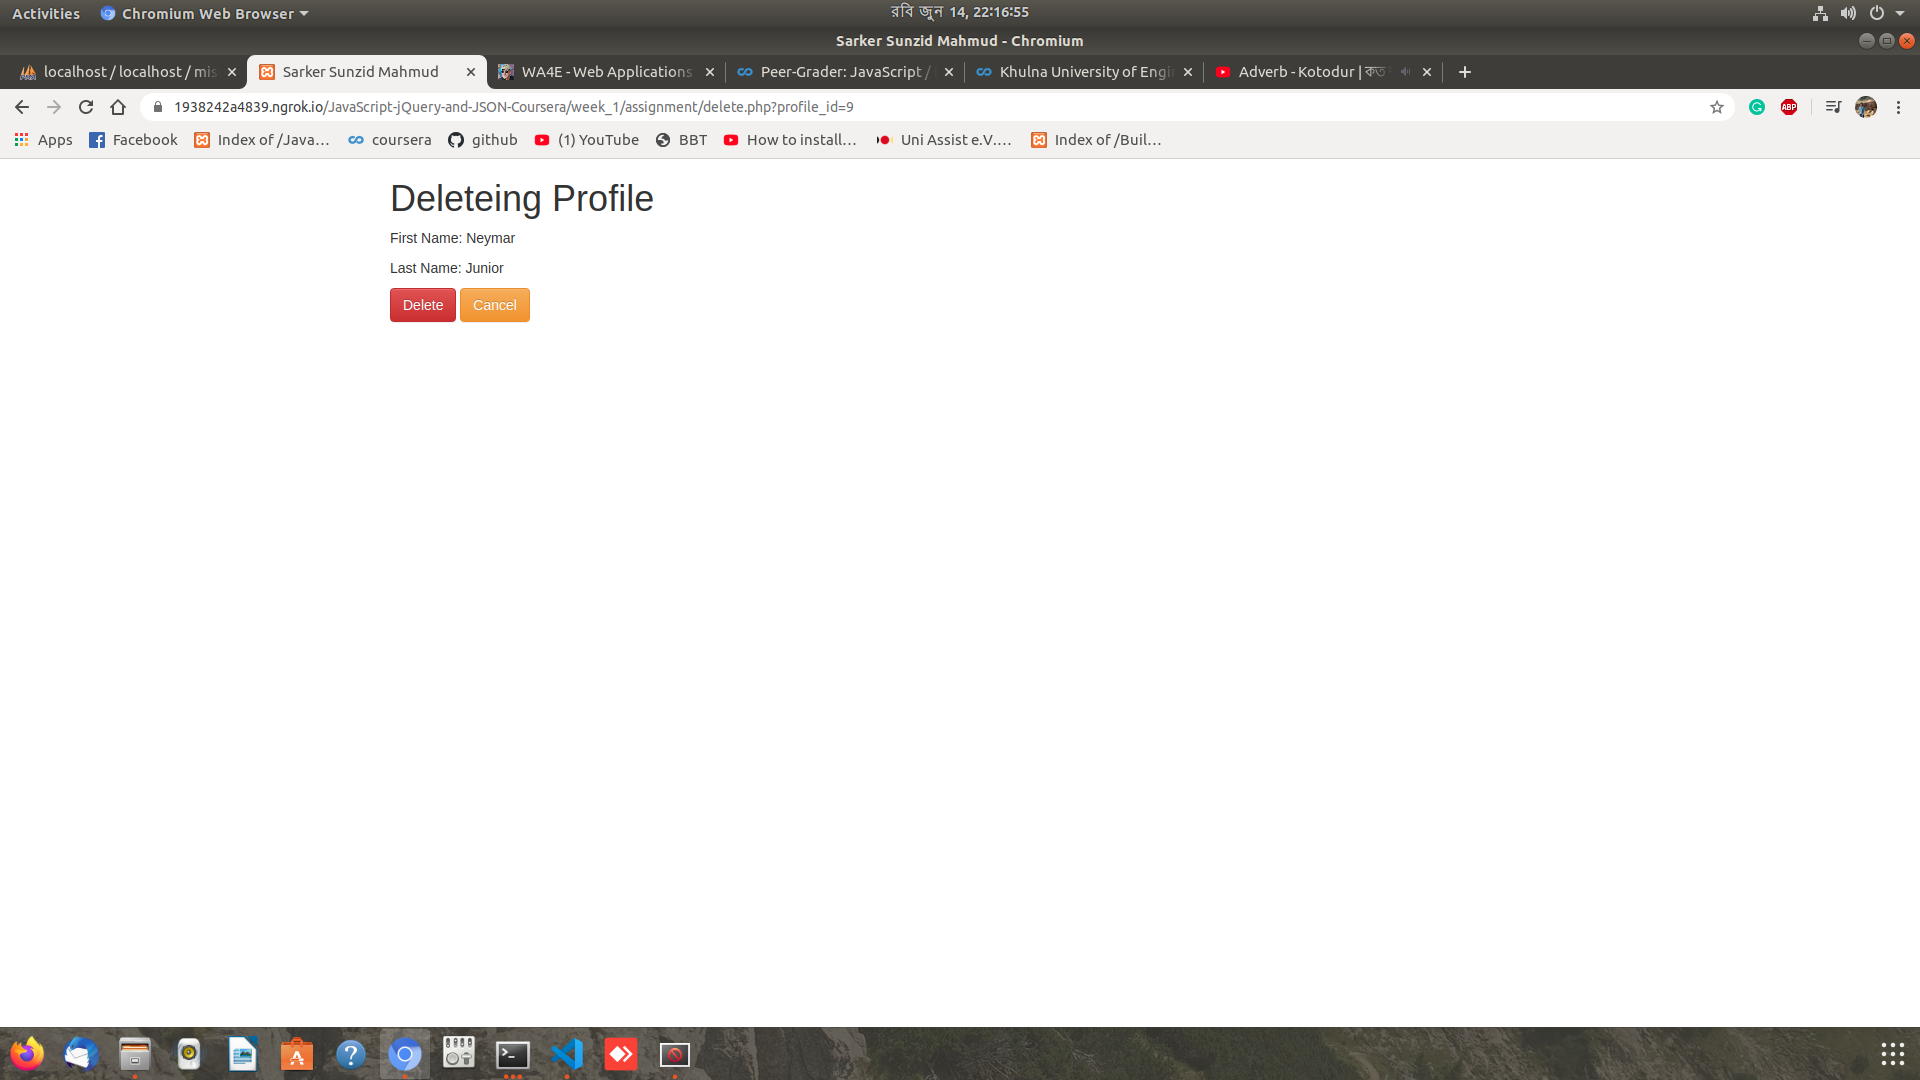 Activities
Chromium Web Browser
রবি জুন 14, 22:16:55
Sarker Sunzid Mahmud - Chromium
localhost / localhost / mis
Sarker Sunzid Mahmud
WA4E - Web Applications
Peer-Grader: JavaScript /
Khulna University of Engi
Adverb - Kotodur | কত
1938242a4839.ngrok.io/JavaScript-jQuery-and-JSON-Coursera/week_1/assignment/delete.php?profile_id=9
ABP
Apps
Facebook
Index of /Java...
coursera
github
(1) YouTube
BBT
How to install...
Uni Assist e.V....
Index of /Buil...
Deleteing Profile
First Name: Neymar
Last Name: Junior
Delete
Cancel